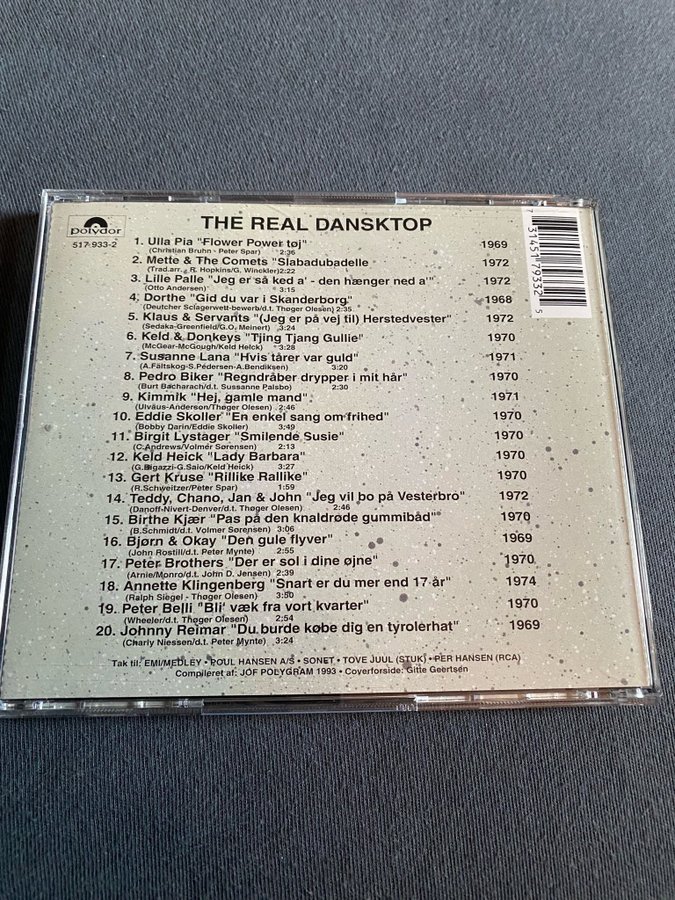 polydor
517 933-2
THE REAL DANSKTOP
7 31451 79332 5
1. Ulla Pia "Flower Power tøj" 1969
(Christian Bruhn - Peter Spar) 2:36
2. Mette & The Comets "Slabadubadelle 1972
(Trad.arr. R. Hopkins/G. Winckler) 2:22
3. Lille Palle "Jeg er så ked a' - den hænger ned a'" 1972
(Otto Andersen) 3:15
4. Dorthe "Gid du var i Skanderborg" 1968
(Deutcher Sclagerwett-bewerb/d.t. Thøger Olesen) 2:35
5. Klaus & Servants "(Jeg er på vej til) Herstedvester" 1972
(Sedaka-Greenfield/G.O. Meinert) 3:24
6. Keld & Donkeys "Tjing Tjang Gullie" 1970
(McGear-McGough/Keld Heick) 3:28
7. Susanne Lana "Hvis tårer var guld" 1971
(A.Fältskog-S.Pedersen-A.Bendiksen) 3:20
8. Pedro Biker "Regndråber drypper i mit hår" 1970
(Burt Bacharach/d.t. Sussanne Palsbo) 2:30
9. Kimmik "Hej, gamle mand" 1971
(Ulväus-Anderson/Thøger Olesen) 2:46
10. Eddie Skoller "En enkel sang om frihed" 1970
(Bobby Darin/Eddie Skoller) 3:49
11. Birgit Lystager "Smilende Susie" 1970
(C.Andrews/Volmer Sørensen) 2:13
12. Keld Heick "Lady Barbara" 1970
(G.Bigazzi-G.Saio/Keld Heick) 3:27
13. Gert Kruse "Rillike Rallike" 1970
(R.Schweitzer/Peter Spar) 1:59
14. Teddy, Chano, Jan & John "Jeg vil bo på Vesterbro" 1972
(Danoff-Nivert-Denver/d.t. Thøger Olesen) 2:46
15. Birthe Kjær "Pas på den knaldrøde gummibåd" 1970
(B.Schmidt/d.t. Volmer Sørensen) 3:06
16. Bjørn & Okay "Den gule flyver" 1969
(John Rostill/d.t. Peter Mynte) 2:55
17. Peter Brothers "Der er sol i dine øjne" 1970
(Arnie/Monro/d.t. John D. Jensen) 2:39
18. Annette Klingenberg "Snart er du mer end 17 år" 1974
(Ralph Siegel - Thøger Olesen) 3:50
19. Peter Belli "Bli' væk fra vort kvarter" 1970
(Wheeler/d.t. Thøger Olesen) 2:54
20. Johnny Reimar "Du burde købe dig en tyrolerhat" 1969
(Charly Niessen/d.t. Peter Mynte) 3:24
Tak til: EMI/MEDLEY • POUL HANSEN A/S • SONET • TOVE JUUL (STUK) • PER HANSEN (RCA)
Compileret af: JOF POLYGRAM 1993 • Coverforside: Gitte Geertsen